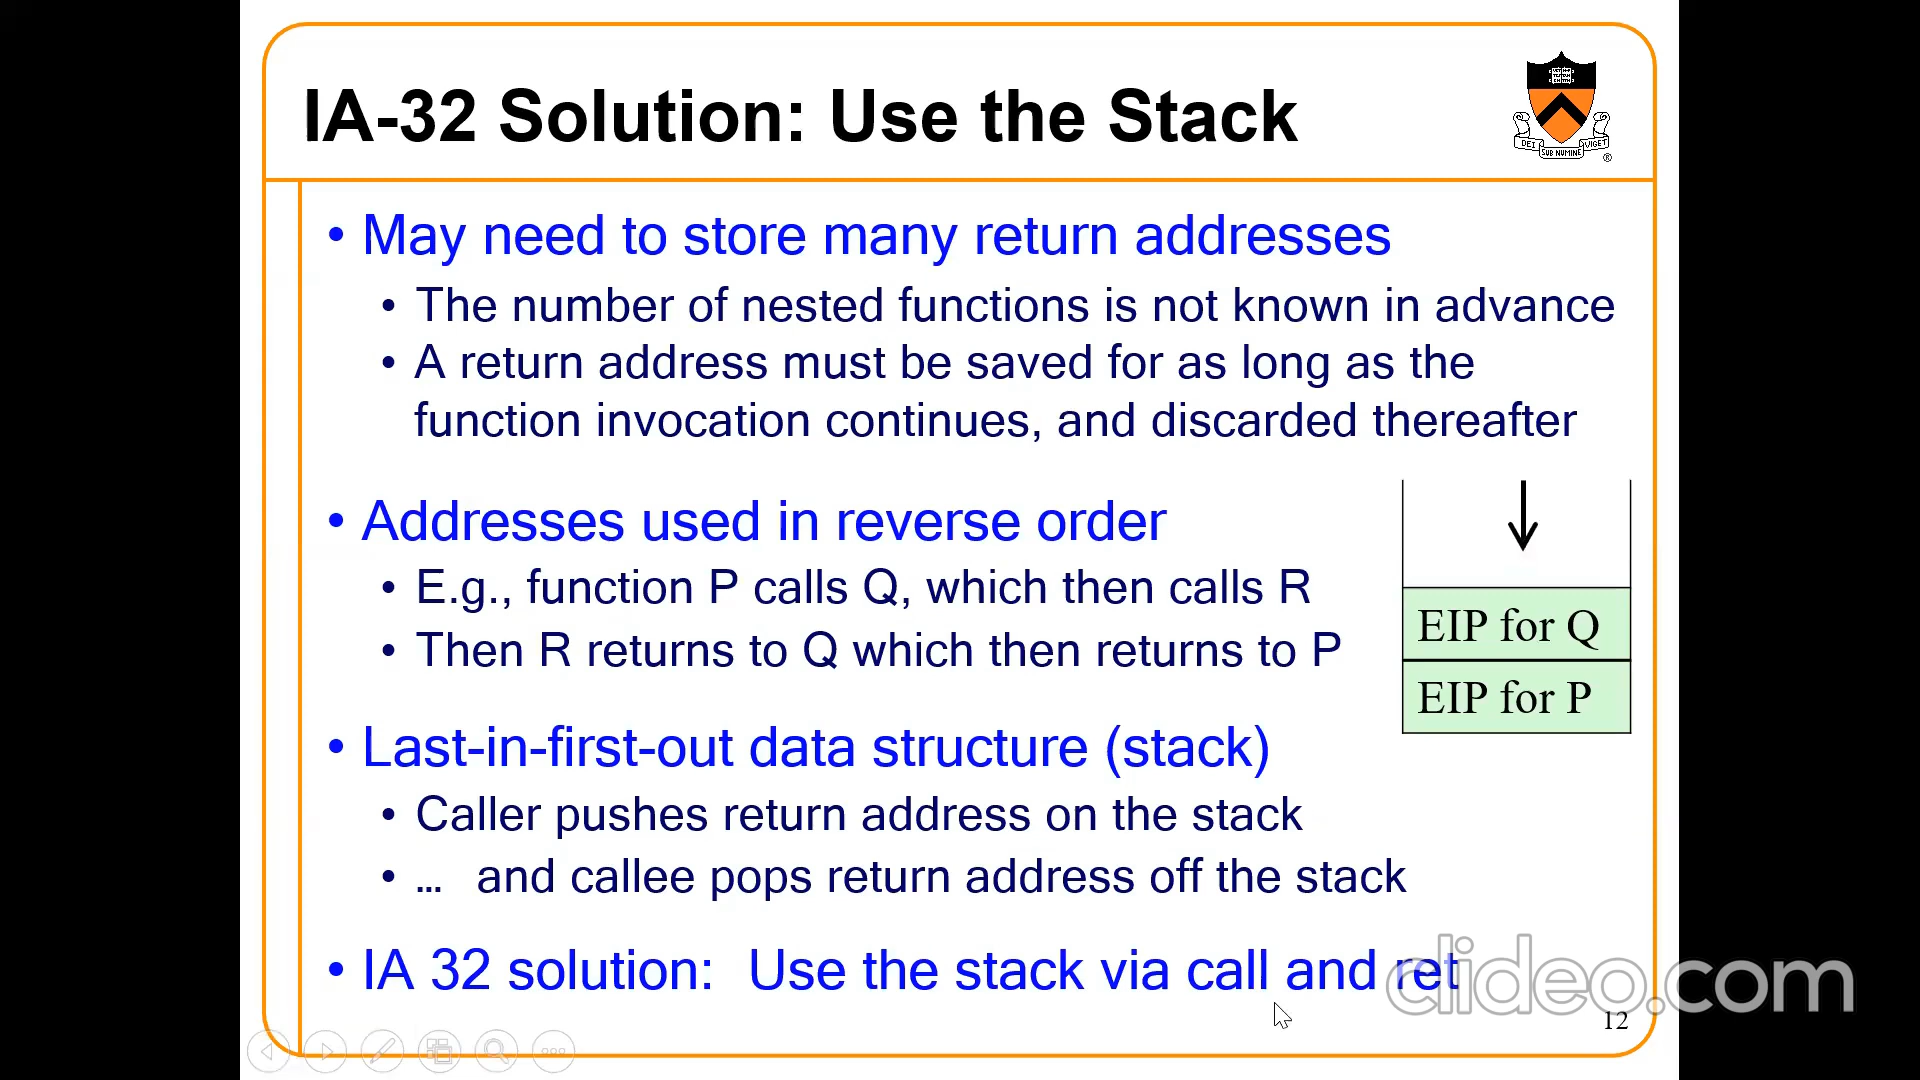 IA-32 Solution: Use the Stack
DEI SUB NUMINE VIGET
®
• May need to store many return addresses
• The number of nested functions is not known in advance
• A return address must be saved for as long as the
function invocation continues, and discarded thereafter
• Addresses used in reverse order
• E.g., function P calls Q, which then calls R
• Then R returns to Q which then returns to P
EIP for Q
EIP for P
• Last-in-first-out data structure (stack)
• Caller pushes return address on the stack
• … and callee pops return address off the stack
• IA 32 solution: Use the stack via call and ret
clideo.com
12